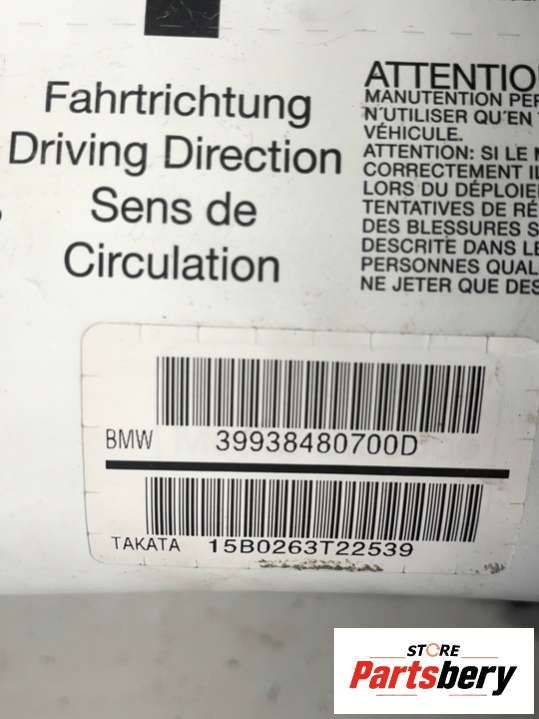 Fahrtrichtung
Driving Direction
Sens de
Circulation
ATTENTIO
MANUTENTION PER
N'UTILISER QU'EN
VÉHICULE.
ATTENTION: SI LE
CORRECTEMENT IL
LORS DU DÉPLOIE
TENTATIVES DE RÉ
DES BLESSURES S
DESCRITE DANS LE
PERSONNES QUAL
NE JETER QUE DES
BMW 39938480700D
TAKATA 15B0263T22539
STORE
Partsbery